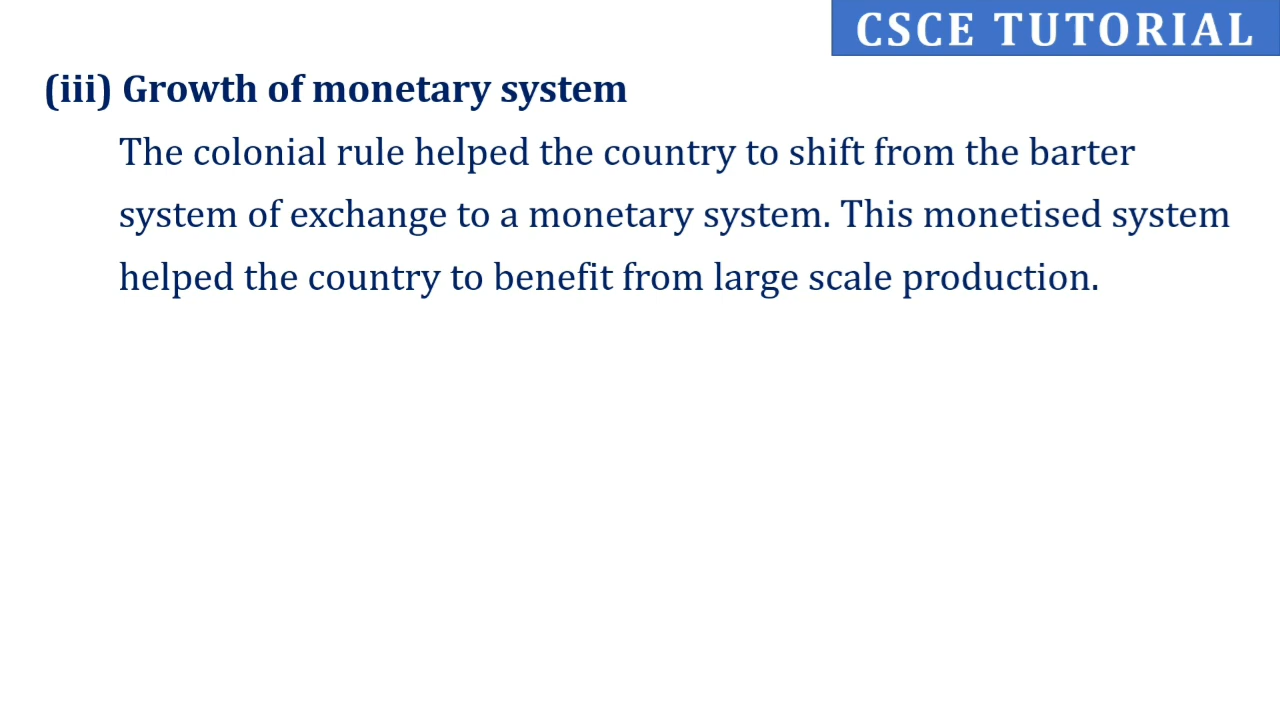 CSCE TUTORIAL
(iii) Growth of monetary system
The colonial rule helped the country to shift from the barter
system of exchange to a monetary system. This monetised system
helped the country to benefit from large scale production.